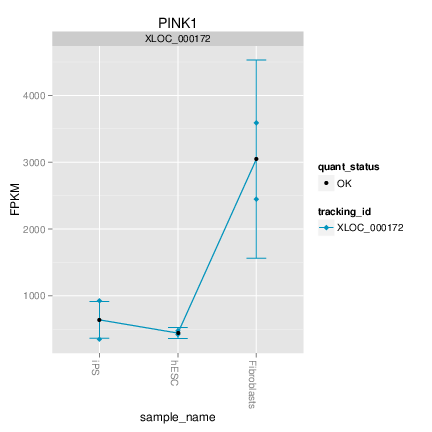 PINK1
XLOC_000172
4000
3000
2000
1000
FPKM
iPS
hESC
Fibroblasts
sample_name
quant_status
OK
tracking_id
XLOC_000172